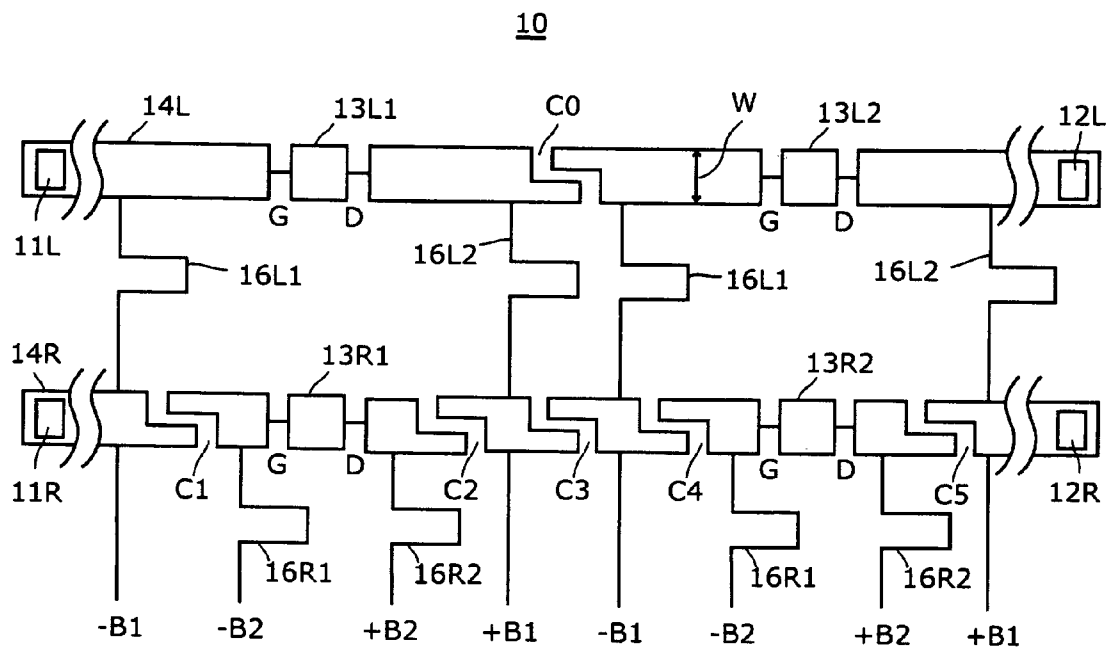 10
14L 13L1 C0 W 13L2 12L
G D G D
11L 16L1 16L2 16L1 16L2
14R 13R1 13R2
G D G D
11R C1 C2 C3 C4 C5 12R
16R1 16R2 16R1 16R2
-B1 -B2 +B2 +B1 -B1 -B2 +B2 +B1